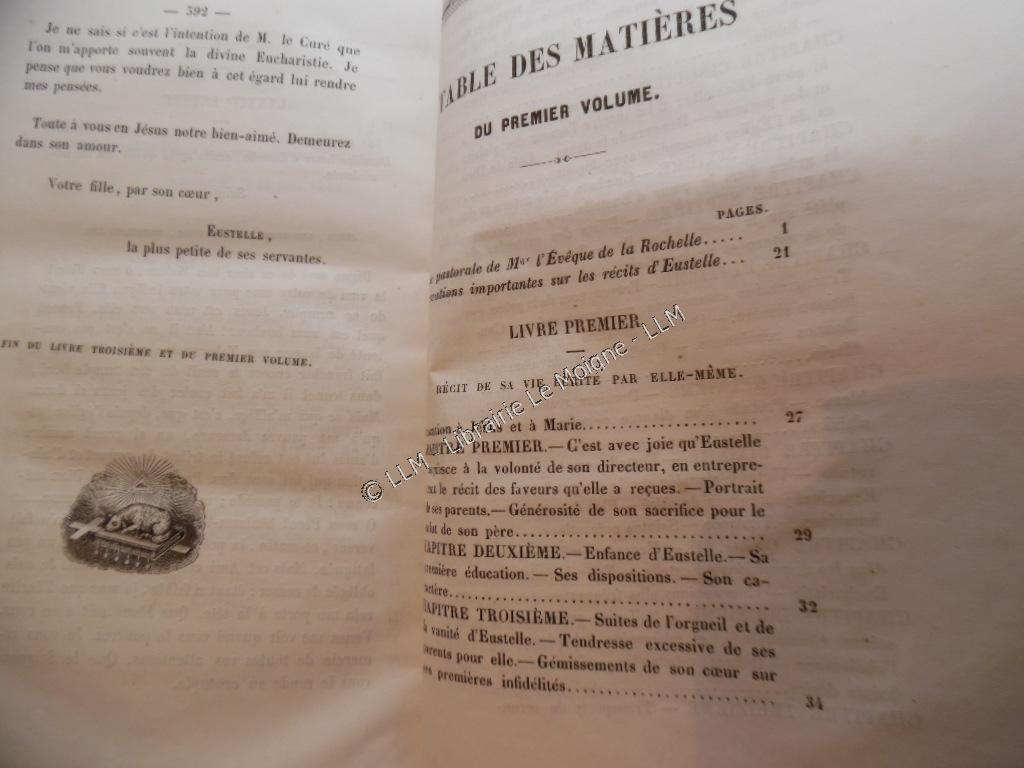 — 392 —
Je ne sais si c'est l'intention de M. le Curé que
l'on m'apporte souvent la divine Eucharistie. Je
pense que vous voudrez bien à cet égard lui rendre
mes pensées.
Toute à vous en Jésus notre bien-aimé. Demeurez
dans son amour.
Votre fille, par son cœur,
EUSTELLE,
la plus petite de ses servantes.
FIN DU LIVRE TROISIÈME ET DU PREMIER VOLUME.
TABLE DES MATIÈRES
DU PREMIER VOLUME.
PAGES.
pastorale de Mgr l'Évêque de la Rochelle..... 1
importantes sur les récits d'Eustelle... 21
LIVRE PREMIER.
RÉCIT DE SA VIE ÉCRITE PAR ELLE-MÊME.
à Jésus et à Marie........................ 27
CHAPITRE PREMIER.— C'est avec joie qu'Eustelle
à la volonté de son directeur, en entrepre-
le récit des faveurs qu'elle a reçues. — Portrait
de ses parents.— Générosité de son sacrifice pour le
salut de son père................................ 29
CHAPITRE DEUXIÈME.— Enfance d'Eustelle.— Sa
première éducation. — Ses dispositions. — Son ca-
ractère.......................................... 32
CHAPITRE TROISIÈME.— Suites de l'orgueil et de
la vanité d'Eustelle. — Tendresse excessive de ses
parents pour elle.— Gémissements de son cœur sur
ses premières infidélités.......................... 34
© LLM - Librairie Le Moigne - LLM